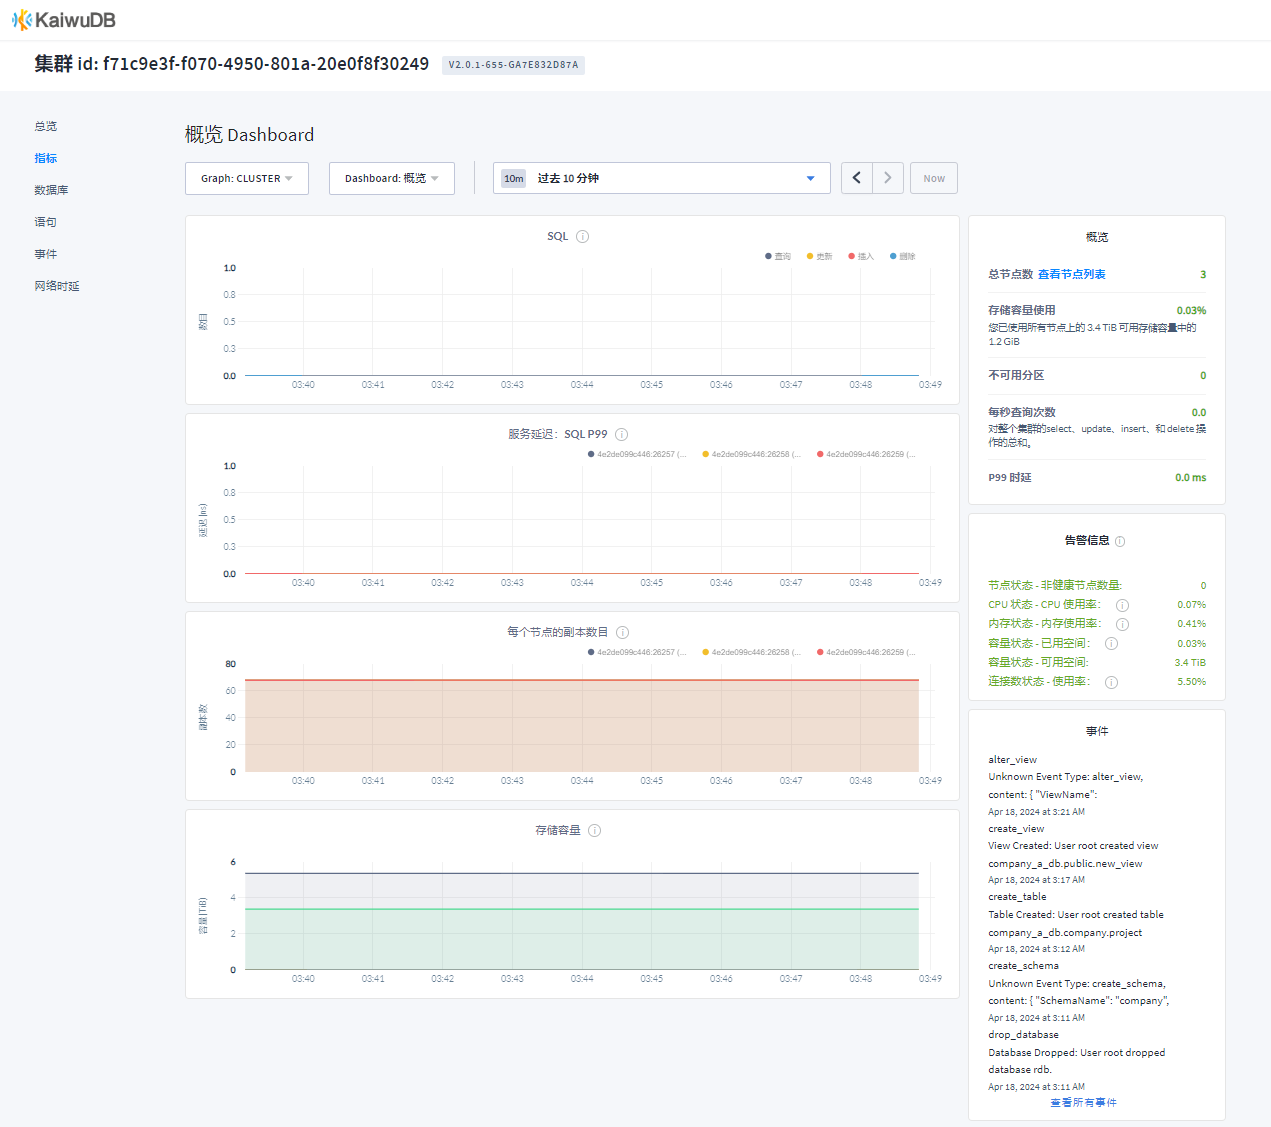 KaiwuDB
集群 id: f71c9e3f-f070-4950-801a-20e0f8f30249 V2.0.1-655-GA7E832D87A
总览
指标
数据库
语句
事件
网络时延
概览 Dashboard
Graph: CLUSTER
Dashboard: 概览
10m 过去 10 分钟
Now
SQL
查询 更新 插入 删除
数目
1.0
0.8
0.5
0.3
0.0
03:40 03:41 03:42 03:43 03:44 03:45 03:46 03:47 03:48 03:49
服务延迟：SQL P99
4e2de099c446:26257 (... 4e2de099c446:26258 (... 4e2de099c446:26259 (...
延迟 (ns)
1.0
0.8
0.5
0.3
0.0
03:40 03:41 03:42 03:43 03:44 03:45 03:46 03:47 03:48 03:49
每个节点的副本数目
4e2de099c446:26257 (... 4e2de099c446:26258 (... 4e2de099c446:26259 (...
副本数
80
60
40
20
0
03:40 03:41 03:42 03:43 03:44 03:45 03:46 03:47 03:48 03:49
存储容量
容量 (TiB)
6
4
2
0
03:40 03:41 03:42 03:43 03:44 03:45 03:46 03:47 03:48 03:49
概览
总节点数 查看节点列表 3
存储容量使用 0.03%
您已使用所有节点上的 3.4 TiB 可用存储容量中的
1.2 GiB
不可用分区 0
每秒查询次数 0.0
对整个集群的select、update、insert、和 delete 操
作的总和。
P99 时延 0.0 ms
告警信息
节点状态 - 非健康节点数量: 0
CPU 状态 - CPU 使用率： 0.07%
内存状态 - 内存使用率： 0.41%
容量状态 - 已用空间： 0.03%
容量状态 - 可用空间: 3.4 TiB
连接数状态 - 使用率： 5.50%
事件
alter_view
Unknown Event Type: alter_view,
content: { "ViewName":
Apr 18, 2024 at 3:21 AM
create_view
View Created: User root created view
company_a_db.public.new_view
Apr 18, 2024 at 3:17 AM
create_table
Table Created: User root created table
company_a_db.company.project
Apr 18, 2024 at 3:12 AM
create_schema
Unknown Event Type: create_schema,
content: { "SchemaName": "company",
Apr 18, 2024 at 3:11 AM
drop_database
Database Dropped: User root dropped
database rdb.
Apr 18, 2024 at 3:11 AM
查看所有事件